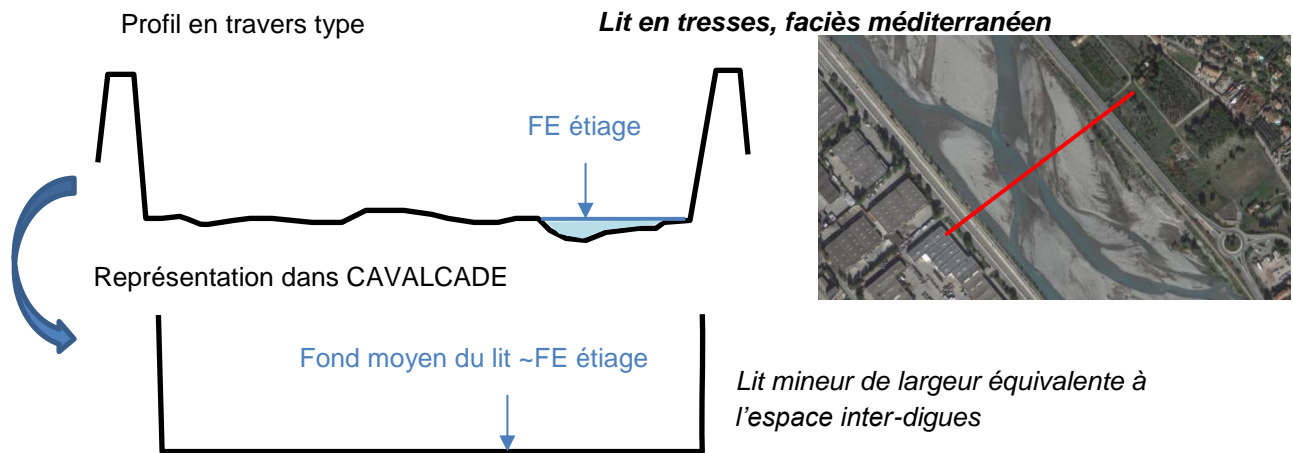 Profil en travers type
Lit en tresses, faciès méditerranéen
FE étiage
Représentation dans CAVALCADE
Fond moyen du lit ~FE étiage
Lit mineur de largeur équivalente à
l'espace inter-digues